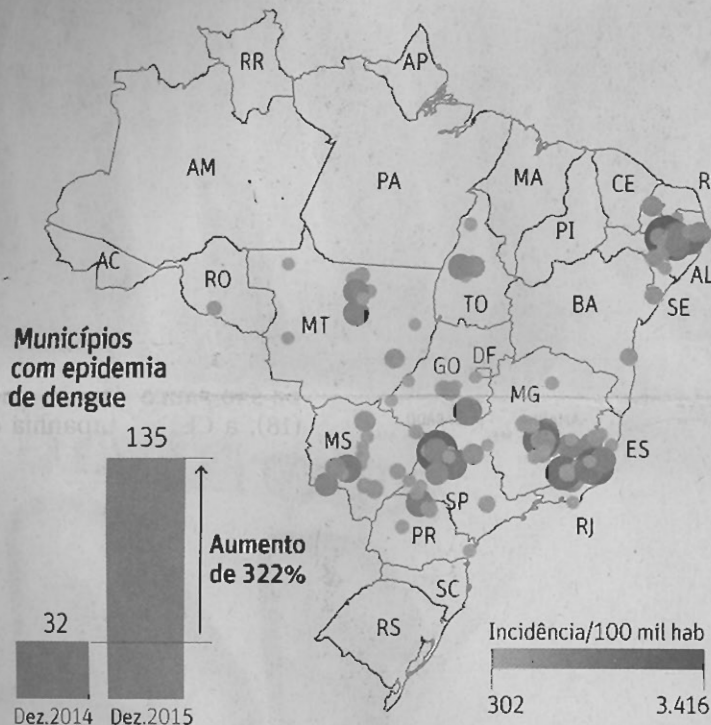 RR
AP
AM
PA
MA
CE
R
PI
AC
RO
TO
AL
SE
MT
BA
Municípios
com epidemia
de dengue
GO
DF
MG
135
MS
ES
SP
RJ
Aumento
de 322%
PR
SC
32
RS
Incidência/100 mil hab
302
3.416
Dez.2014
Dez.2015